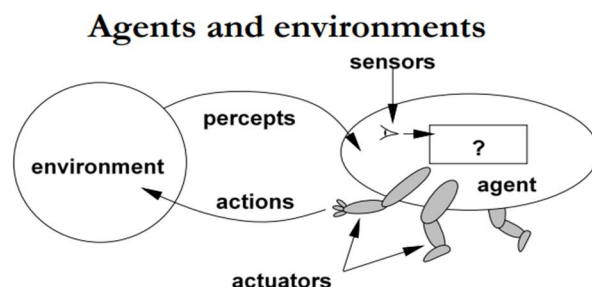 Agents and environments
sensors
percepts
environment
?
agent
actions
actuators